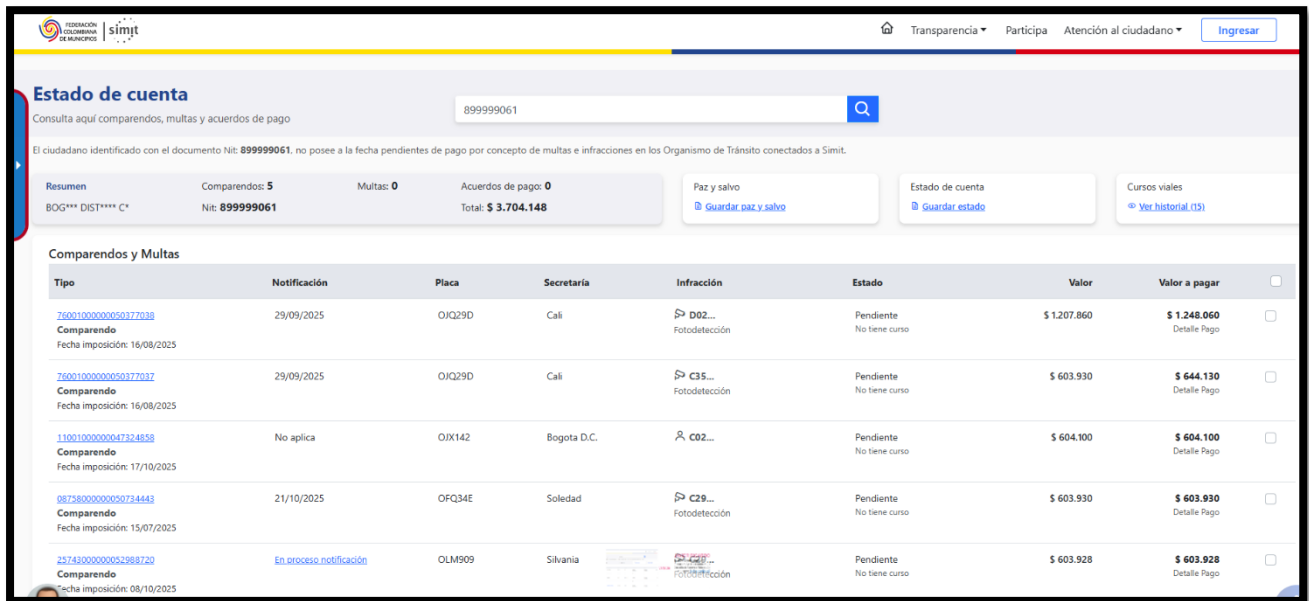 FEDERACIÓN
COLOMBIANA
DE MUNICIPIOS
simit
Transparencia
Participa
Atención al ciudadano
Ingresar
Estado de cuenta
Consulta aquí comparendos, multas y acuerdos de pago
899999061
El ciudadano identificado con el documento Nit: 899999061, no posee a la fecha pendientes de pago por concepto de multas e infracciones en los Organismo de Tránsito conectados a Simit.
Resumen Comparendos: 5 Multas: 0 Acuerdos de pago: 0
BOG*** DIST**** C* Nit: 899999061 Total: $ 3.704.148
Paz y salvo
Guardar paz y salvo
Estado de cuenta
Guardar estado
Cursos viales
Ver historial (15)
Comparendos y Multas
Tipo Notificación Placa Secretaría Infracción Estado Valor Valor a pagar
76001000000050377038 29/09/2025 OJQ29D Cali D02... Pendiente $ 1.207.860 $ 1.248.060
Comparendo Fotodetección No tiene curso Detalle Pago
Fecha imposición: 16/08/2025
76001000000050377037 29/09/2025 OJQ29D Cali C35... Pendiente $ 603.930 $ 644.130
Comparendo Fotodetección No tiene curso Detalle Pago
Fecha imposición: 16/08/2025
11001000000047324858 No aplica OJX142 Bogota D.C. C02... Pendiente $ 604.100 $ 604.100
Comparendo No tiene curso Detalle Pago
Fecha imposición: 17/10/2025
08758000000050734443 21/10/2025 OFQ34E Soledad C29... Pendiente $ 603.930 $ 603.930
Comparendo Fotodetección No tiene curso Detalle Pago
Fecha imposición: 15/07/2025
25743000000052988720 En proceso notificación OLM909 Silvania Pendiente $ 603.928 $ 603.928
Comparendo Fotodetección No tiene curso Detalle Pago
Fecha imposición: 08/10/2025